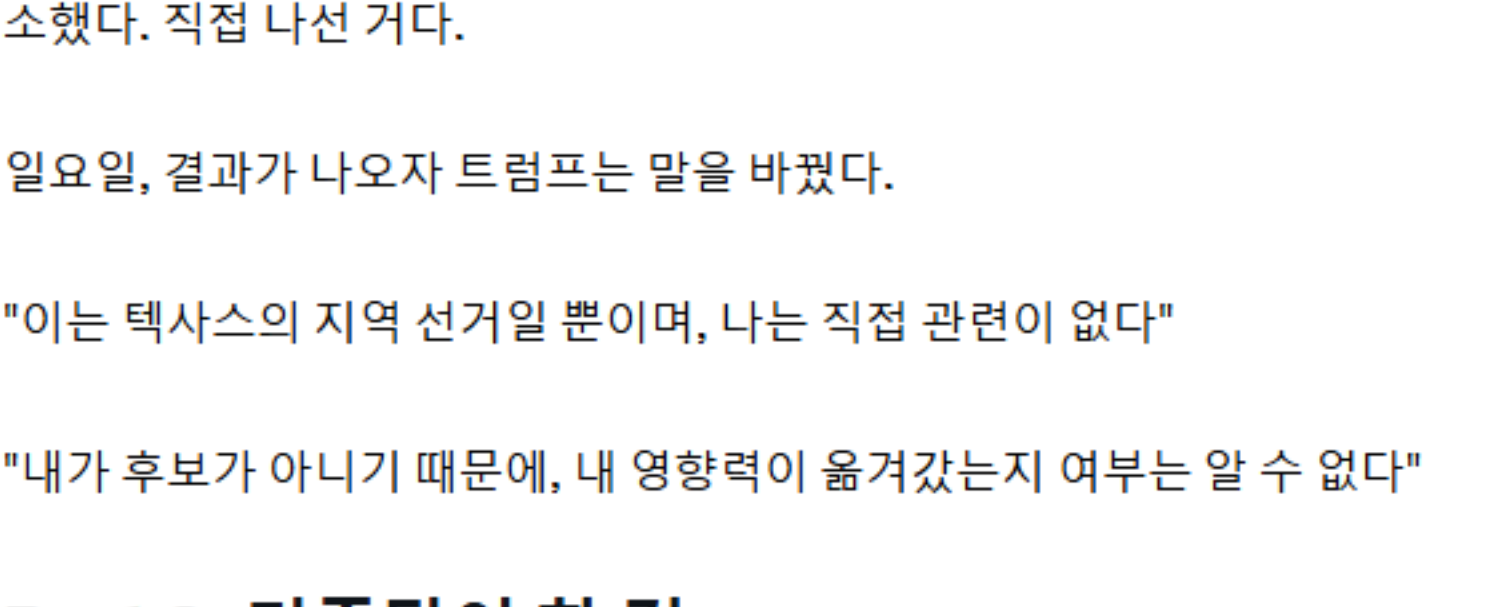 소했다. 직접 나선 거다.
일요일, 결과가 나오자 트럼프는 말을 바꿨다.
"이는 텍사스의 지역 선거일 뿐이며, 나는 직접 관련이 없다"
"내가 후보가 아니기 때문에, 내 영향력이 옮겨갔는지 여부는 알 수 없다"